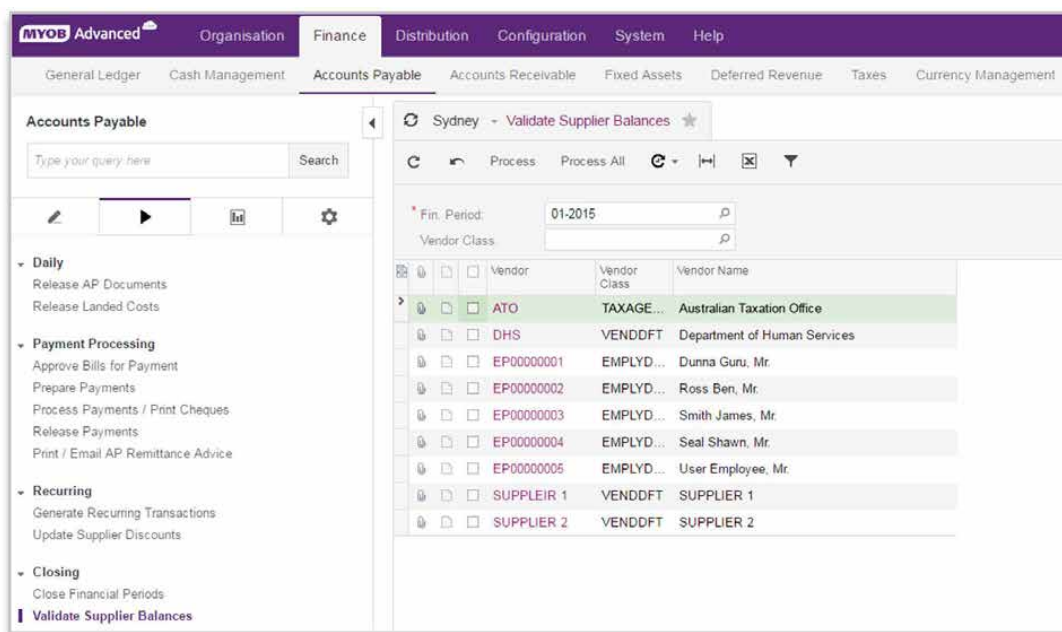 MYOB Advanced Organisation Finance Distribution Configuration System Help
General Ledger Cash Management Accounts Payable Accounts Receivable Fixed Assets Deferred Revenue Taxes Currency Management
Accounts Payable
Type your query here Search
Daily
Release AP Documents
Release Landed Costs
Payment Processing
Approve Bills for Payment
Prepare Payments
Process Payments / Print Cheques
Release Payments
Print / Email AP Remittance Advice
Recurring
Generate Recurring Transactions
Update Supplier Discounts
Closing
Close Financial Periods
Validate Supplier Balances
Sydney - Validate Supplier Balances
Process Process All
* Fin. Period: 01-2015
Vendor Class
Vendor Vendor Class Vendor Name
ATO TAXAGE... Australian Taxation Office
DHS VENDDFT Department of Human Services
EP00000001 EMPLYD... Dunna Guru, Mr.
EP00000002 EMPLYD... Ross Ben, Mr.
EP00000003 EMPLYD... Smith James, Mr.
EP00000004 EMPLYD... Seal Shawn, Mr.
EP00000005 EMPLYD... User Employee, Mr.
SUPPLEIR 1 VENDDFT SUPPLIER 1
SUPPLIER 2 VENDDFT SUPPLIER 2